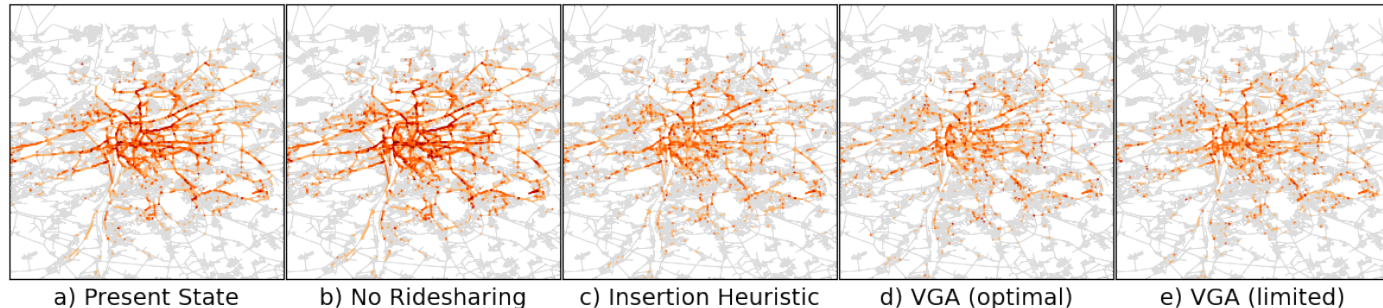 a) Present State
b) No Ridesharing
c) Insertion Heuristic
d) VGA (optimal)
e) VGA (limited)